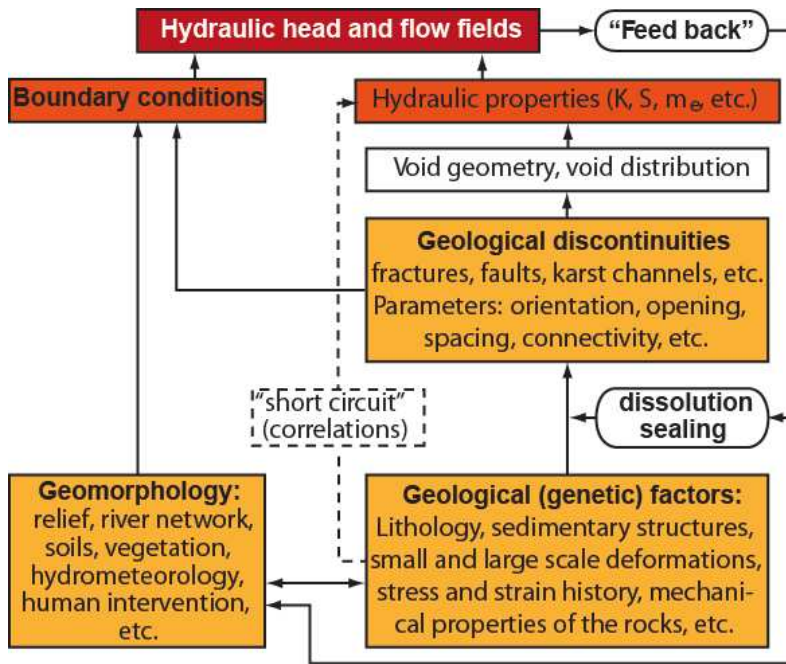 Hydraulic head and flow fields
“Feed back”
Boundary conditions
Hydraulic properties (K, S, me, etc.)
Void geometry, void distribution
Geological discontinuities
fractures, faults, karst channels, etc.
Parameters: orientation, opening,
spacing, connectivity, etc.
“short circuit”
(correlations)
dissolution
sealing
Geomorphology:
relief, river network,
soils, vegetation,
hydrometeorology,
human intervention,
etc.
Geological (genetic) factors:
Lithology, sedimentary structures,
small and large scale deformations,
stress and strain history, mechani-
cal properties of the rocks, etc.